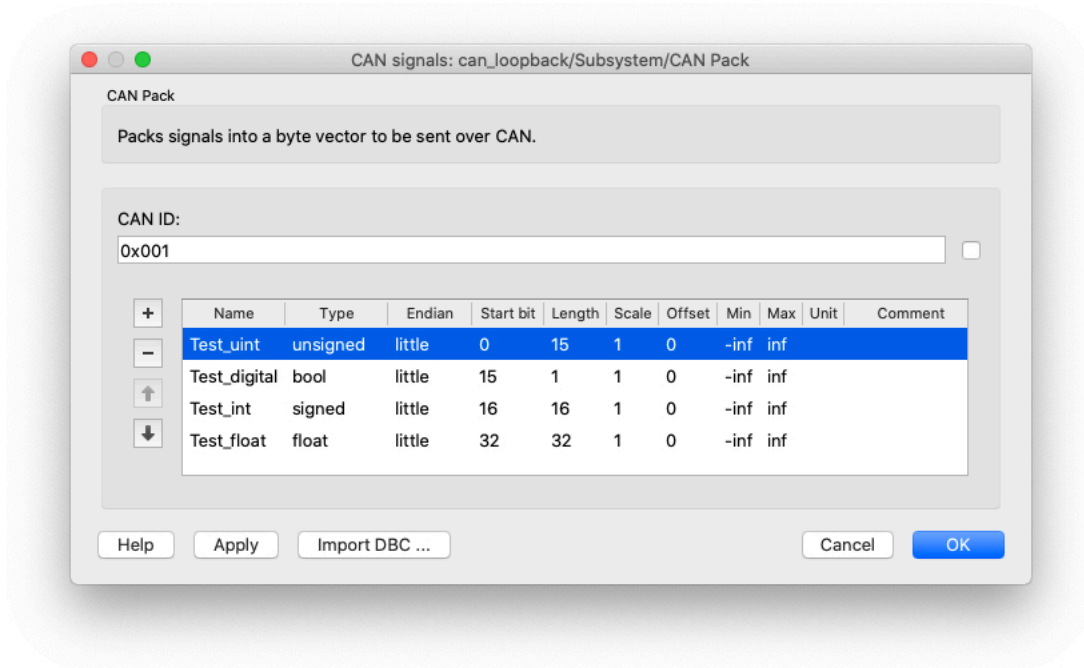 CAN signals: can_loopback/Subsystem/CAN Pack
CAN Pack
Packs signals into a byte vector to be sent over CAN.
CAN ID:
0x001
+
−
Name Type Endian Start bit Length Scale Offset Min Max Unit Comment
Test_uint unsigned little 0 15 1 0 -inf inf
Test_digital bool little 15 1 1 0 -inf inf
Test_int signed little 16 16 1 0 -inf inf
Test_float float little 32 32 1 0 -inf inf
Help Apply Import DBC ... Cancel OK